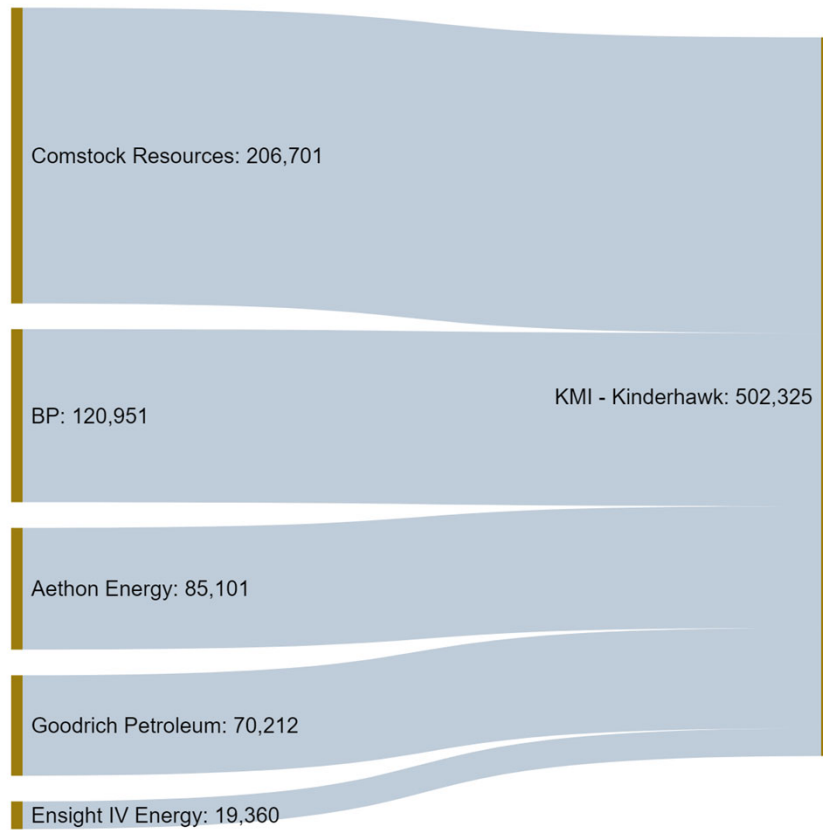 Comstock Resources: 206,701
BP: 120,951
KMI - Kinderhawk: 502,325
Aethon Energy: 85,101
Goodrich Petroleum: 70,212
Ensight IV Energy: 19,360